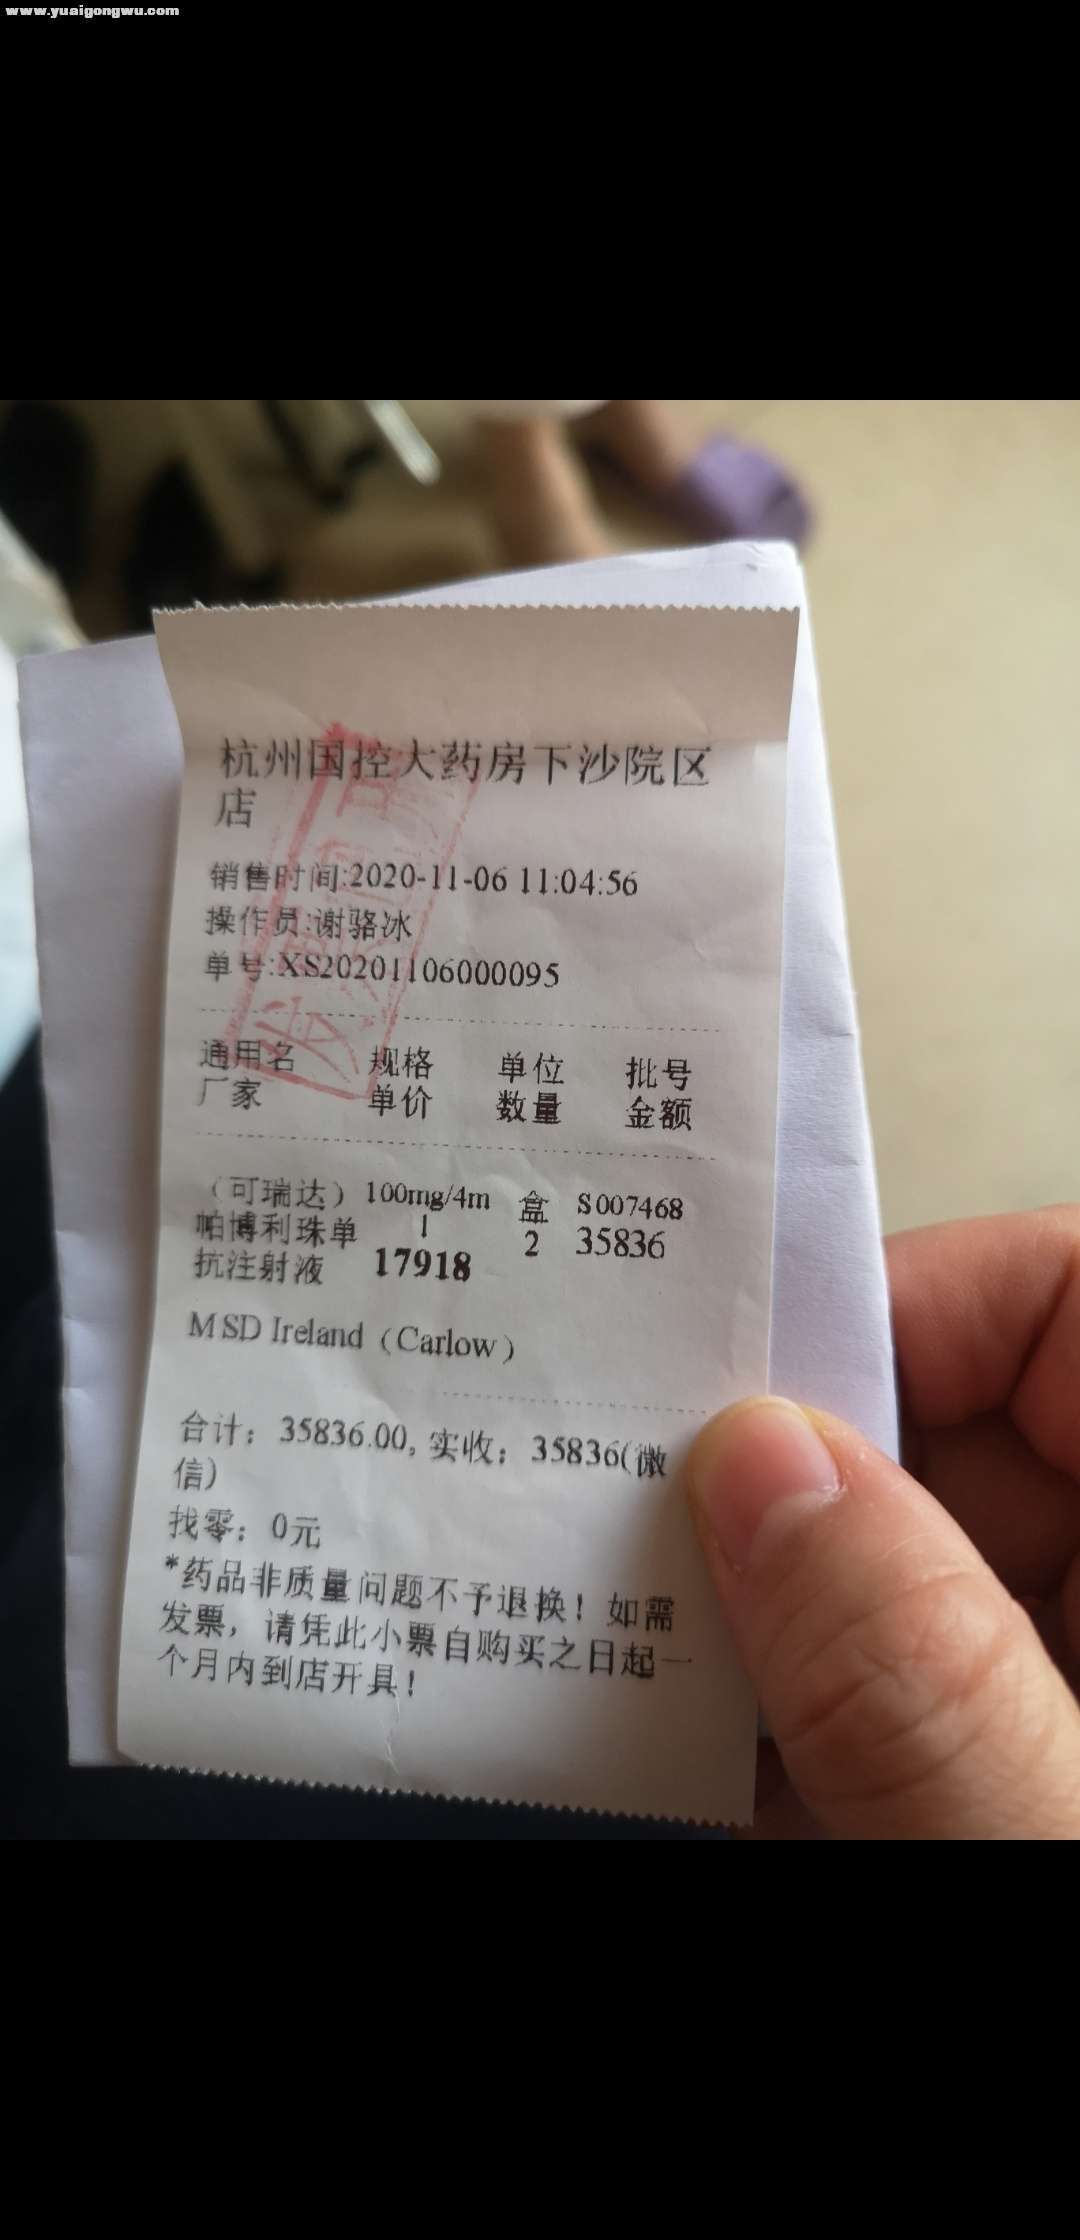 www.yuaigongwu.com
杭州国控大药房下沙院区
店
销售时间:2020-11-06 11:04:56
操作员:谢骆冰
单号:XS20201106000095
通用名 规格 单位 批号
厂家 单价 数量 金额
（可瑞达）100mg/4m 盒 S007468
帕博利珠单 l 2 35836
抗注射液 17918
MSD Ireland（Carlow）
合计：35836.00, 实收：35836(微
信)
找零：0元
*药品非质量问题不予退换！如需
发票，请凭此小票自购买之日起一
个月内到店开具！